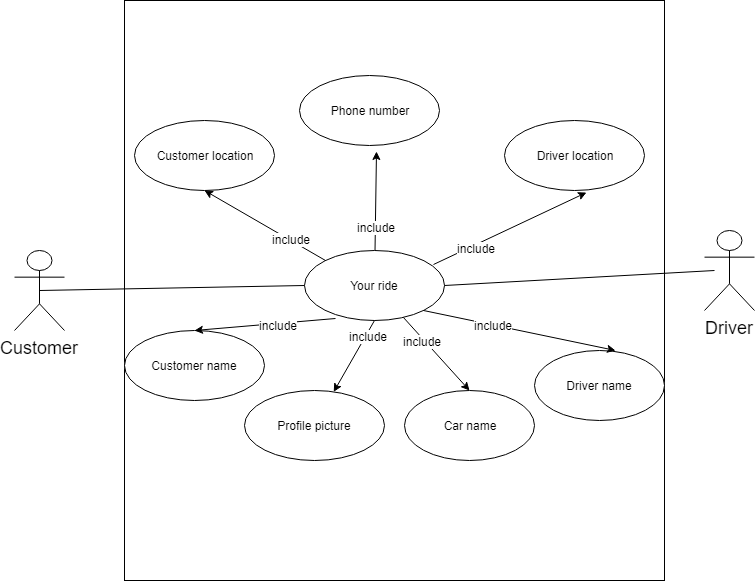 Phone number
Customer location
Driver location
include
include
include
Your ride
Customer
Driver
include
include
include
include
Customer name
Driver name
Profile picture
Car name